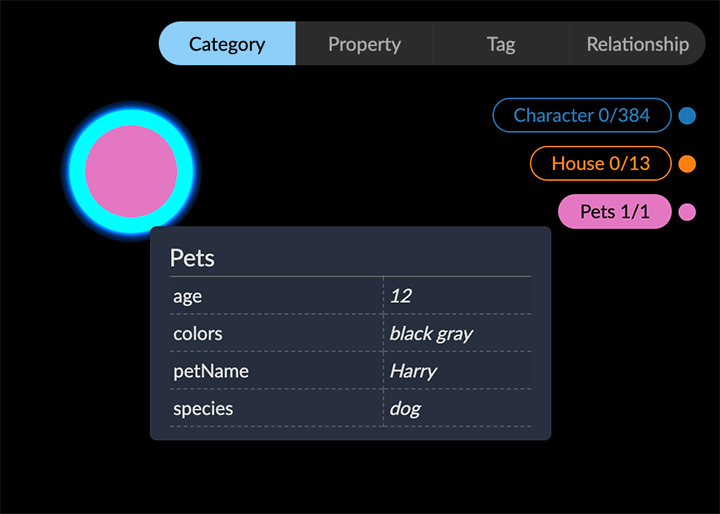 Category Property Tag Relationship
Character 0/384
House 0/13
Pets 1/1
Pets
age 12
colors black gray
petName Harry
species dog